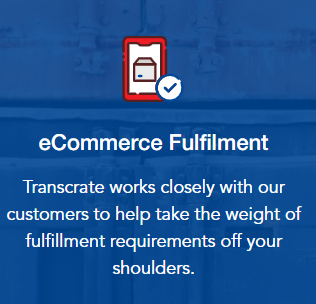 eCommerce Fulfilment
Transcrate works closely with our
customers to help take the weight of
fulfillment requirements off your
shoulders.